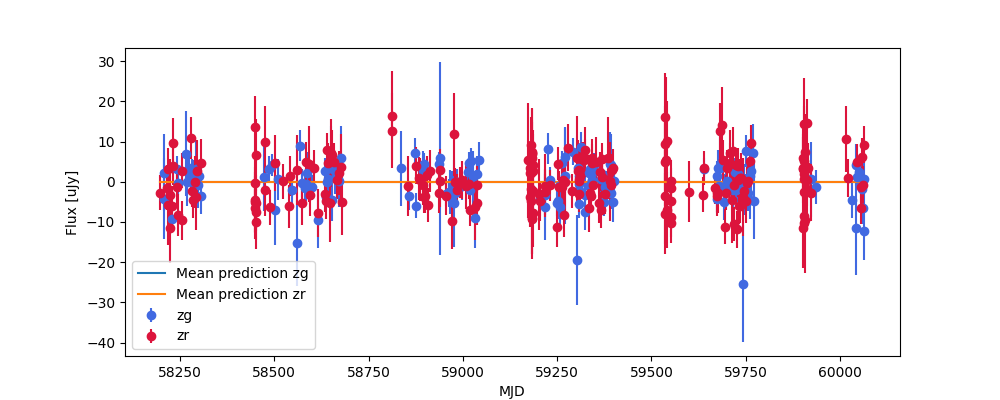 30
20
10
0
−10
−20
−30
−40
Flux [uJy]
Mean prediction zg
Mean prediction zr
zg
zr
58250 58500 58750 59000 59250 59500 59750 60000
MJD